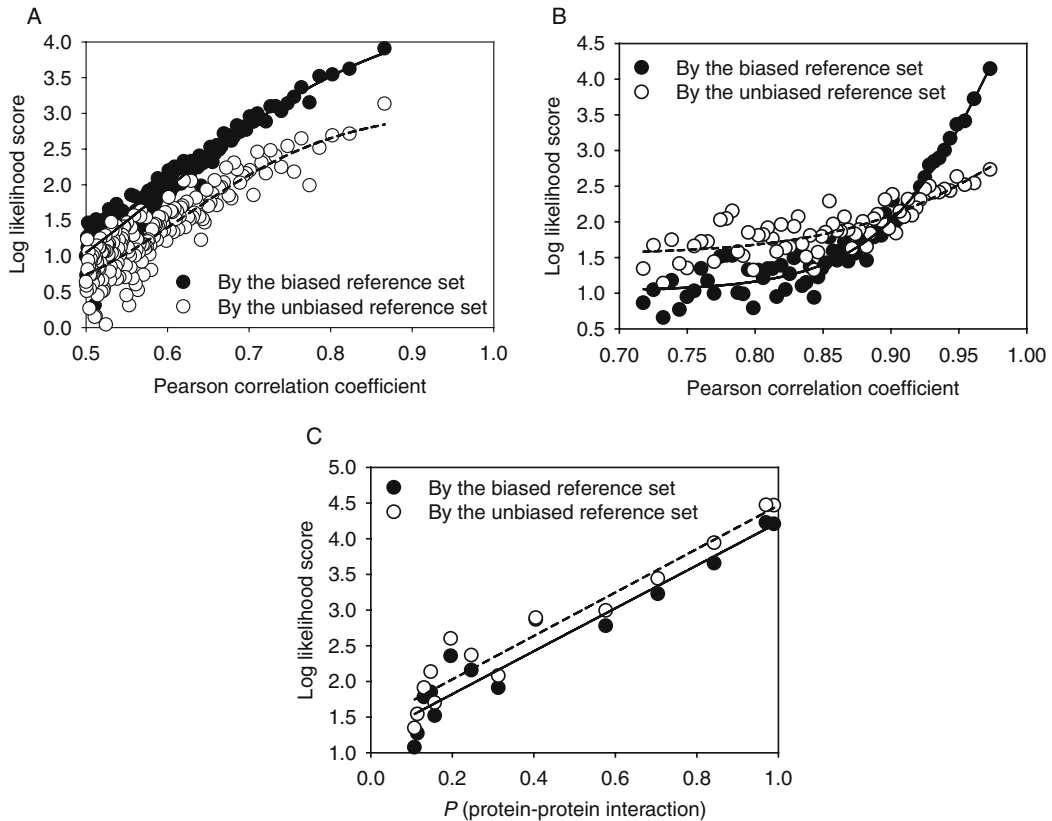 A
Log likelihood score
4.0
3.5
3.0
2.5
2.0
1.5
1.0
0.5
0.0
By the biased reference set
By the unbiased reference set
0.5 0.6 0.7 0.8 0.9 1.0
Pearson correlation coefficient
B
Log likelihood score
4.5
4.0
3.5
3.0
2.5
2.0
1.5
1.0
0.5
By the biased reference set
By the unbiased reference set
0.70 0.75 0.80 0.85 0.90 0.95 1.00
Pearson correlation coefficient
C
Log likelihood score
5.0
4.5
4.0
3.5
3.0
2.5
2.0
1.5
1.0
By the biased reference set
By the unbiased reference set
0.0 0.2 0.4 0.6 0.8 1.0
P (protein-protein interaction)